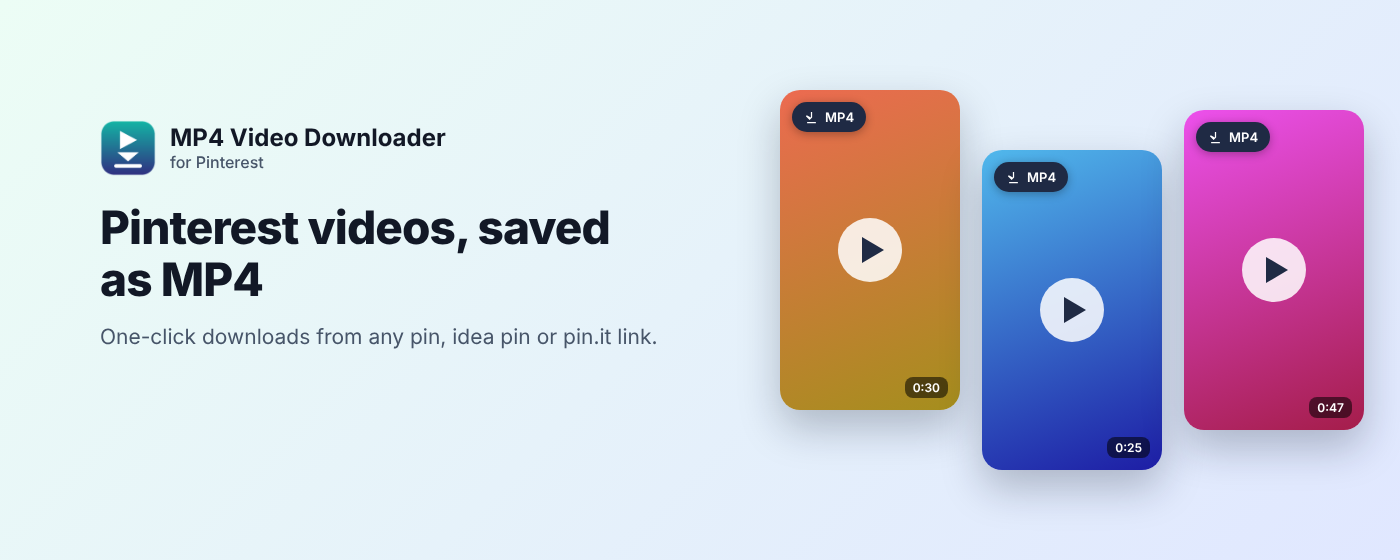 MP4 Video Downloader
for Pinterest
Pinterest videos, saved
as MP4
One-click downloads from any pin, idea pin or pin.it link.
MP4
0:30
MP4
0:25
MP4
0:47